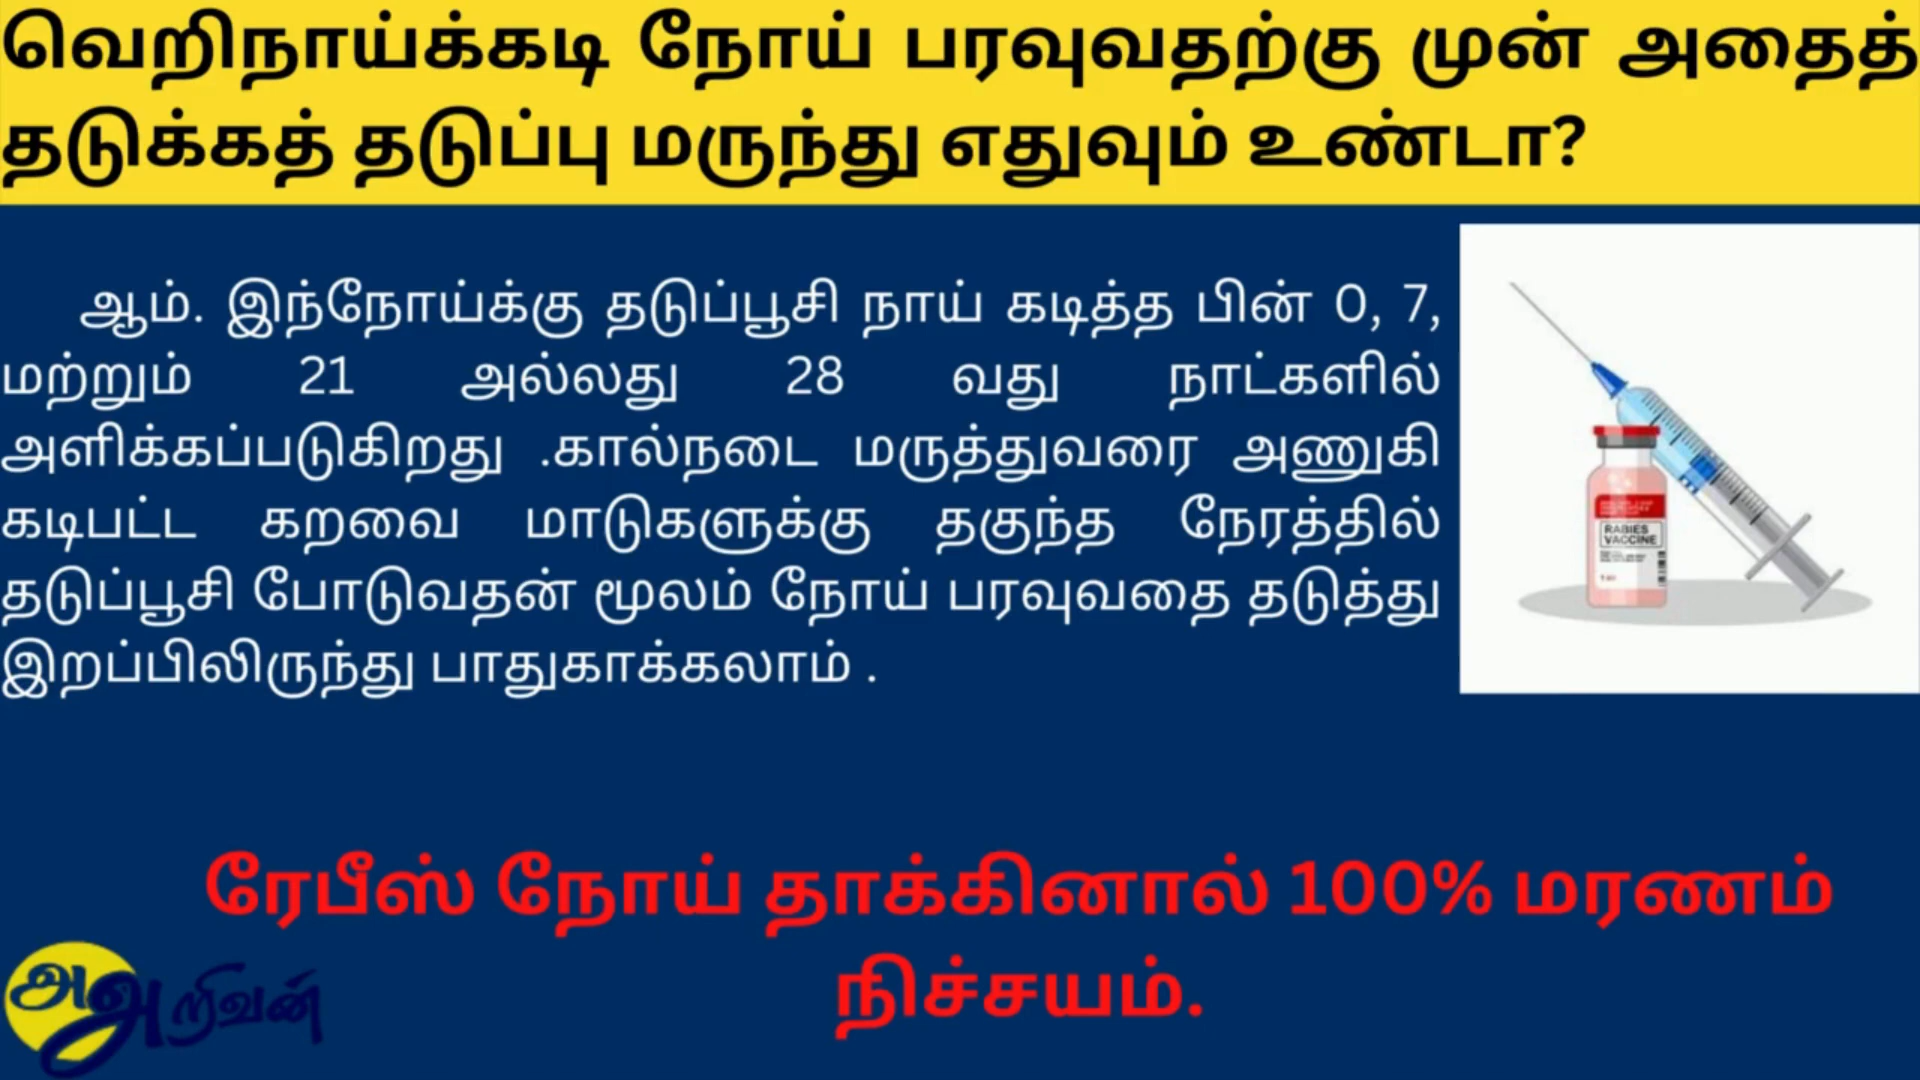 வெறிநாய்க்கடி நோய் பரவுவதற்கு முன் அதைத்
தடுக்கத் தடுப்பு மருந்து எதுவும் உண்டா?
ஆம். இந்நோய்க்கு தடுப்பூசி நாய் கடித்த பின் 0, 7,
மற்றும் 21 அல்லது 28 வது நாட்களில்
அளிக்கப்படுகிறது .கால்நடை மருத்துவரை அணுகி
கடிபட்ட கறவை மாடுகளுக்கு தகுந்த நேரத்தில்
தடுப்பூசி போடுவதன் மூலம் நோய் பரவுவதை தடுத்து
இறப்பிலிருந்து பாதுகாக்கலாம் .
RABIES
VACCINE
ரேபீஸ் நோய் தாக்கினால் 100% மரணம்
நிச்சயம்.
அறிவன்